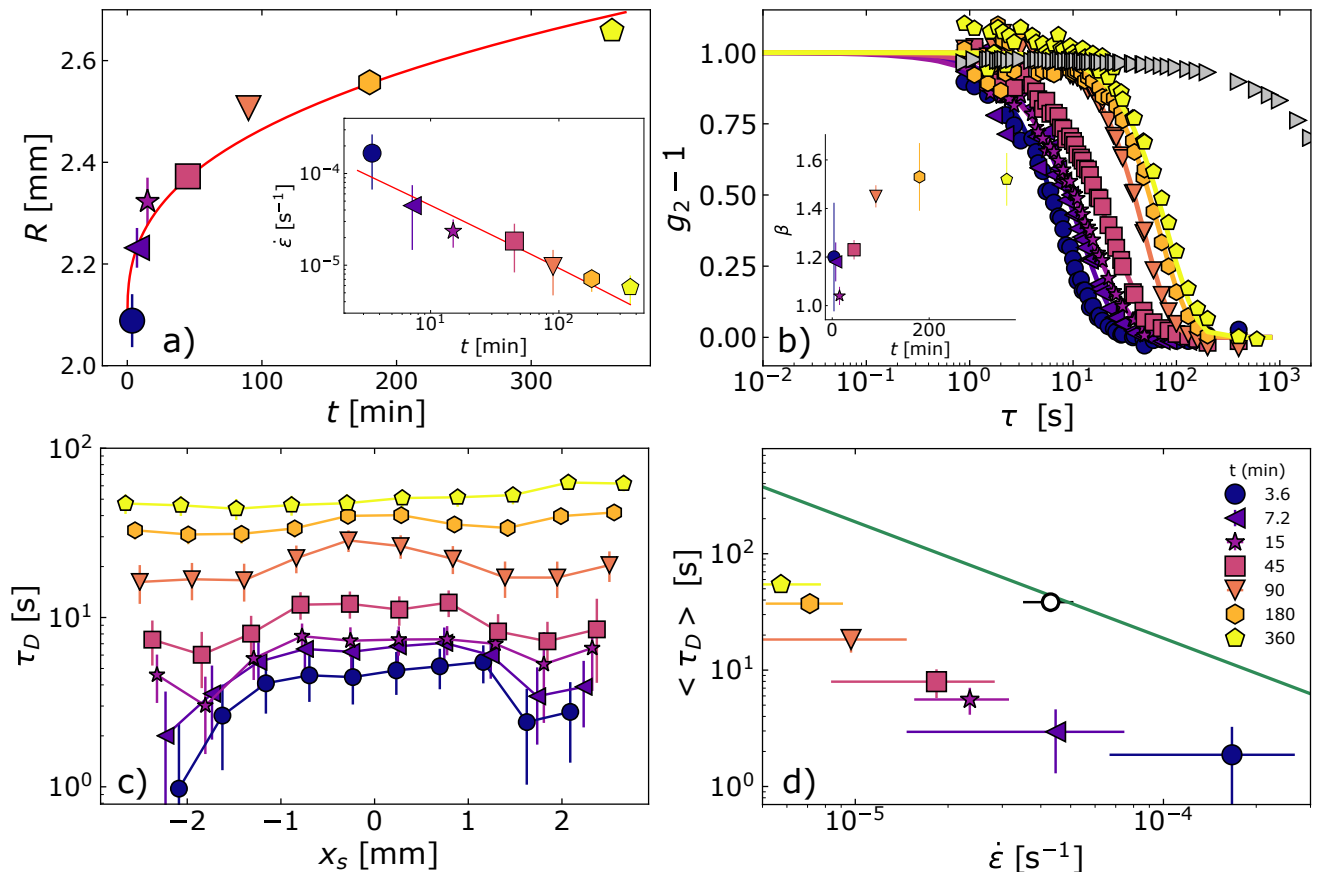 2.6
2.4
2.2
2.0
R [mm]
0
100
200
300
t [min]
a)
10⁻⁴
10⁻⁵
ε̇ [s⁻¹]
10¹
10²
t [min]
1.00
0.75
0.50
0.25
0.00
g₂ − 1
10⁻²
10⁻¹
10⁰
10¹
10²
10³
τ [s]
b)
1.6
1.4
1.2
1.0
β
0
200
t [min]
10²
10¹
10⁰
τ_D [s]
−2
−1
0
1
2
x_s [mm]
c)
10²
10¹
10⁰
< τ_D > [s]
10⁻⁵
10⁻⁴
ε̇ [s⁻¹]
d)
t (min)
3.6
7.2
15
45
90
180
360